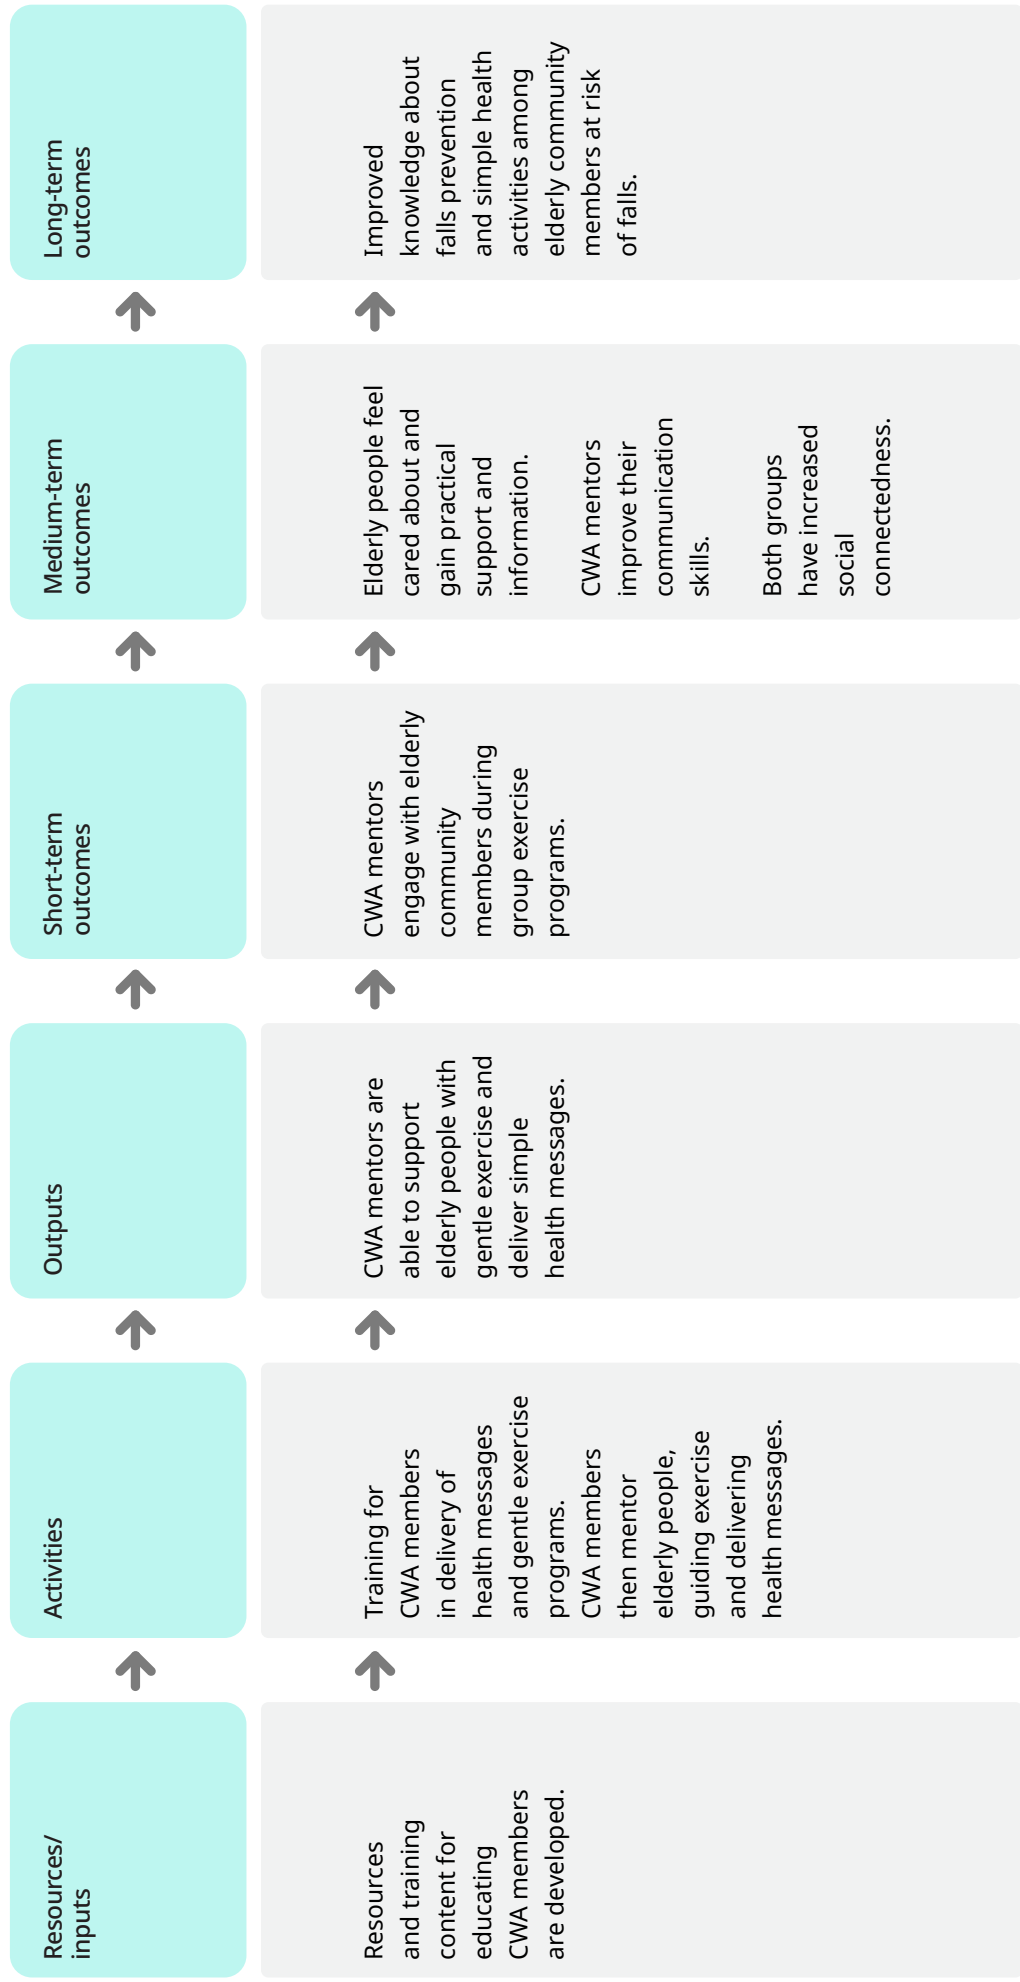 Resources/
inputs
Activities
Outputs
Short-term
outcomes
Medium-term
outcomes
Long-term
outcomes
Resources
and training
content for
educating
CWA members
are developed.
Training for
CWA members
in delivery of
health messages
and gentle exercise
programs.
CWA members
then mentor
elderly people,
guiding exercise
and delivering
health messages.
CWA mentors are
able to support
elderly people with
gentle exercise and
deliver simple
health messages.
CWA mentors
engage with elderly
community
members during
group exercise
programs.
Elderly people feel
cared about and
gain practical
support and
information.
CWA mentors
improve their
communication
skills.
Both groups
have increased
social
connectedness.
Improved
knowledge about
falls prevention
and simple health
activities among
elderly community
members at risk
of falls.